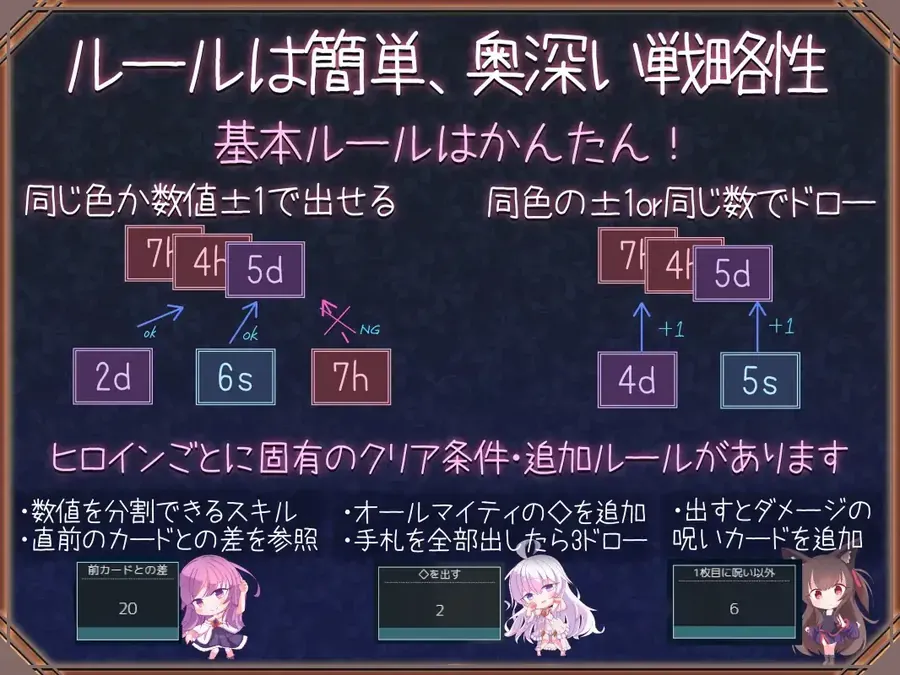 ルールは簡単、奥深い戦略性
基本ルールはかんたん！
同じ色か数値±1で出せる
7h 4h 5d
ok ok NG
2d 6s 7h
同色の±1or同じ数でドロー
7h 4h 5d
+1 +1
4d 5s
ヒロインごとに固有のクリア条件・追加ルールがあります
・数値を分割できるスキル
・直前のカードとの差を参照
前カードとの差
20
・オールマイティの◇を追加
・手札を全部出したら3ドロー
◇を出す
2
・出すとダメージの
呪いカードを追加
1枚目に呪い以外
6